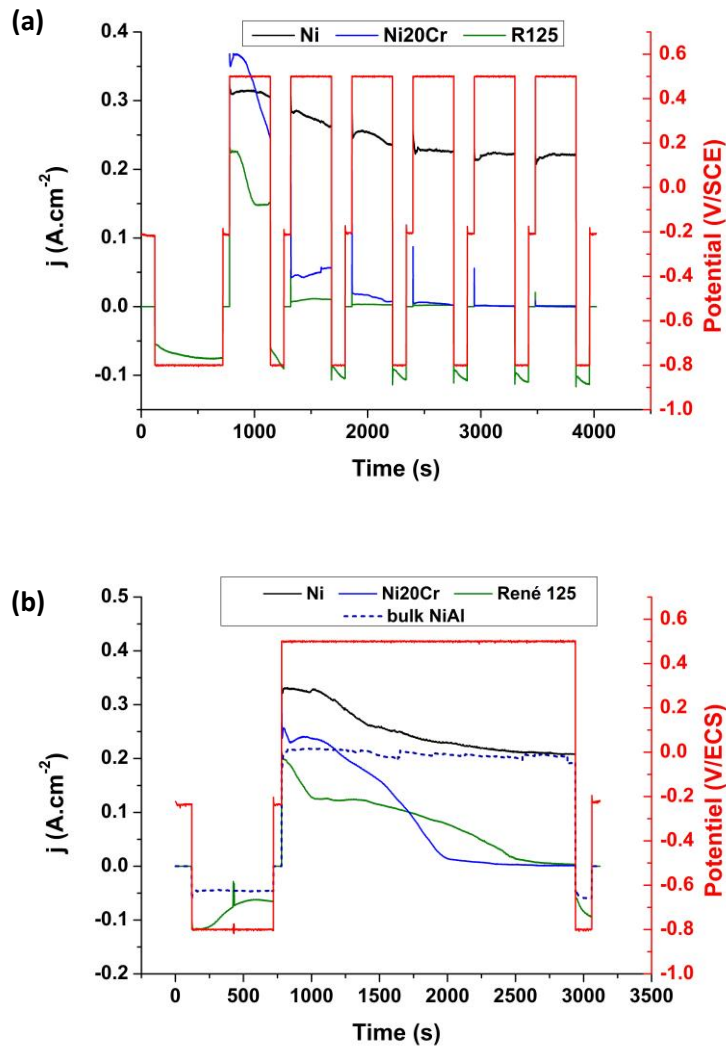 (a)
Ni Ni20Cr R125
j (A.cm-2)
0.4
0.3
0.2
0.1
0.0
-0.1
0.6
0.4
0.2
0.0
-0.2
-0.4
-0.6
-0.8
-1.0
Potential (V/SCE)
0 1000 2000 3000 4000
Time (s)
(b)
Ni Ni20Cr René 125
bulk NiAl
j (A.cm-2)
0.5
0.4
0.3
0.2
0.1
0.0
-0.1
-0.2
0.6
0.4
0.2
0.0
-0.2
-0.4
-0.6
-0.8
-1.0
Potentiel (V/ECS)
0 500 1000 1500 2000 2500 3000 3500
Time (s)